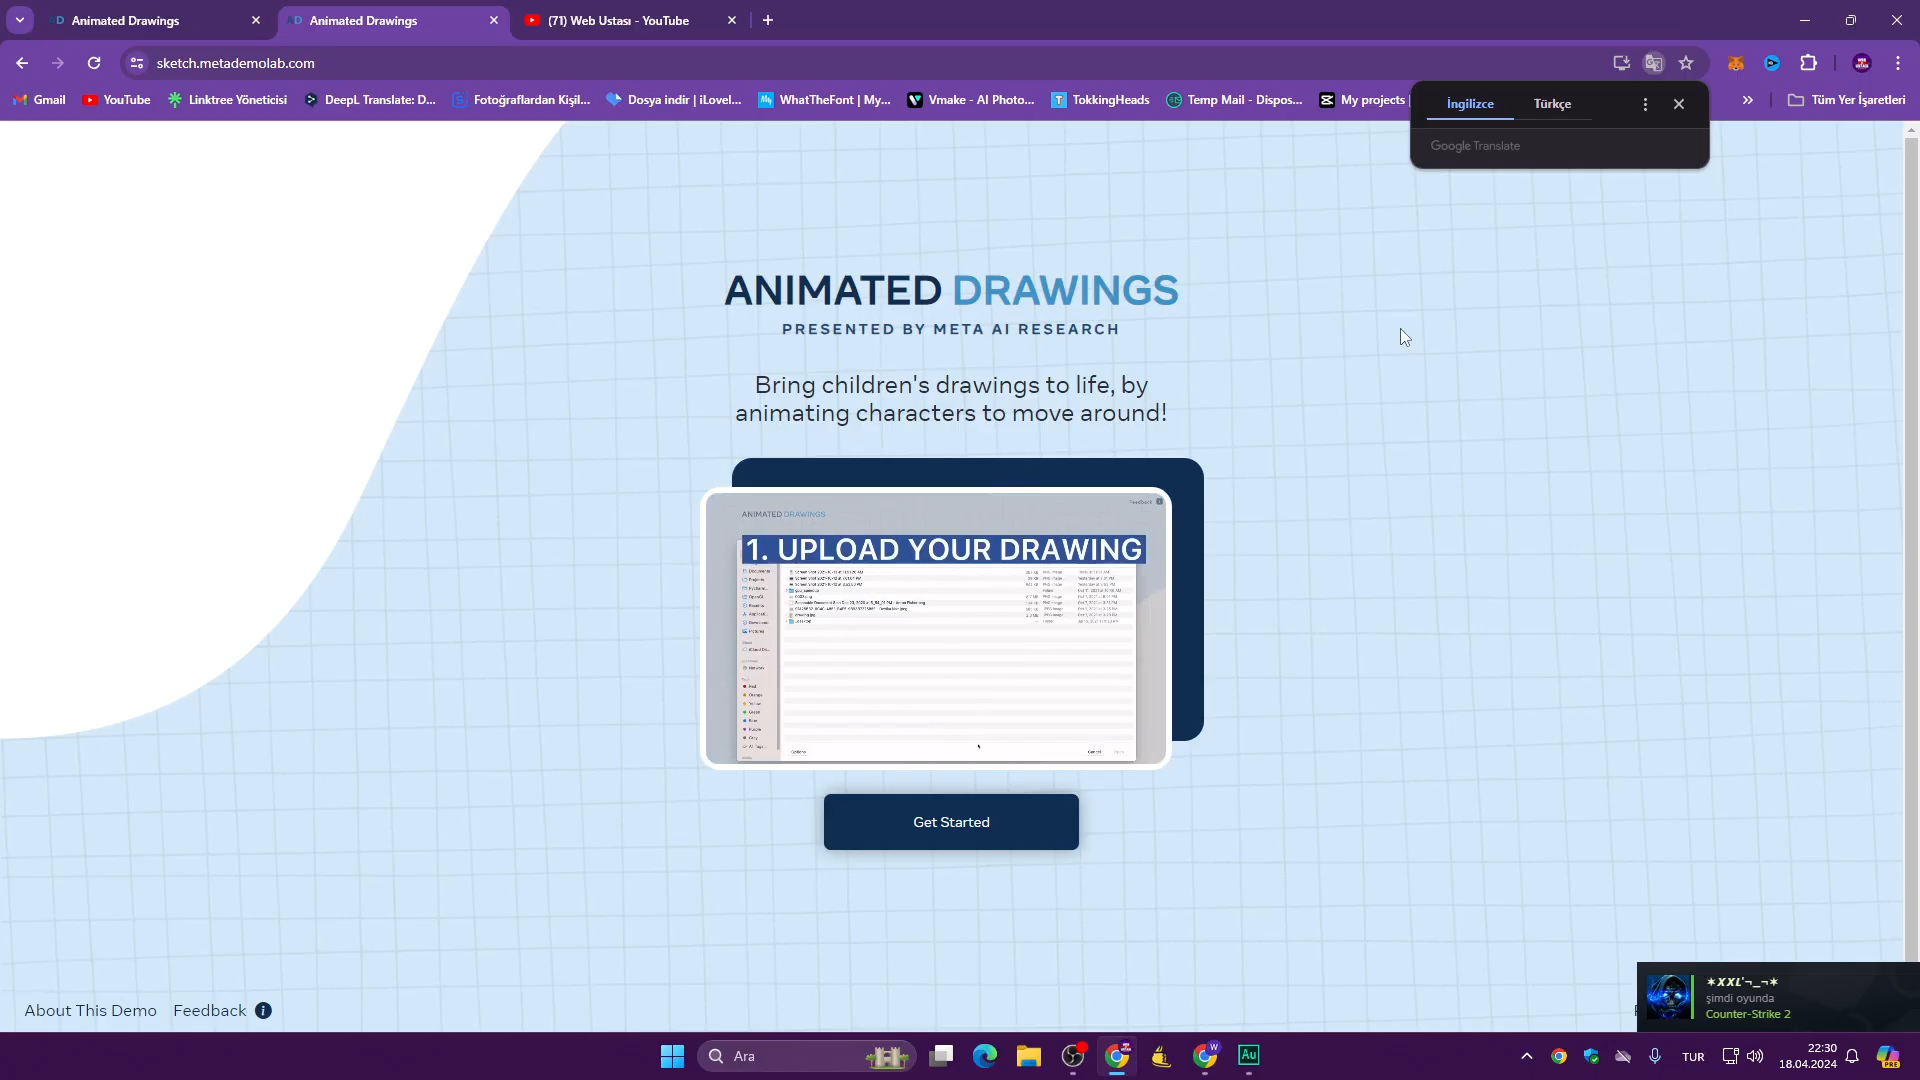 Animated Drawings
Animated Drawings
(71) Web Ustası - YouTube
sketch.metademolab.com
Gmail
YouTube
Linktree Yöneticisi
DeepL Translate: D...
Fotoğraflardan Kişil...
Dosya indir | iLovel...
WhatTheFont | My...
Vmake - AI Photo...
TokkingHeads
Temp Mail - Dispos...
My projects
Tüm Yer İşaretleri
İngilizce
Türkçe
Google Translate
ANIMATED DRAWINGS
PRESENTED BY META AI RESEARCH
Bring children's drawings to life, by
animating characters to move around!
Feedback
ANIMATED DRAWINGS
1. UPLOAD YOUR DRAWING
Options
Cancel
Get Started
About This Demo
Feedback
XXL'¬_¬
şimdi oyunda
Counter-Strike 2
Ara
TUR
22:30
18.04.2024